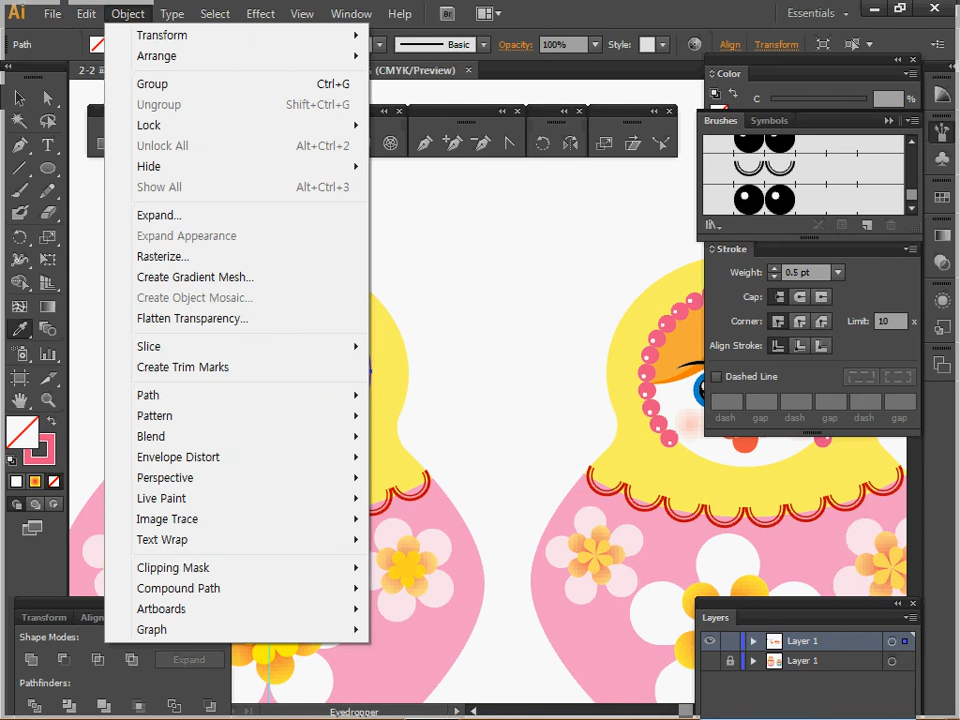 Ai File Edit Object Type Select Effect View Window Help Br Essentials
Path Basic Opacity: 100% Style: Align Transform
2-2 (CMYK/Preview) ×
Transform
Arrange
Group Ctrl+G
Ungroup Shift+Ctrl+G
Lock
Unlock All Alt+Ctrl+2
Hide
Show All Alt+Ctrl+3
Expand...
Expand Appearance
Rasterize...
Create Gradient Mesh...
Create Object Mosaic...
Flatten Transparency...
Slice
Create Trim Marks
Path
Pattern
Blend
Envelope Distort
Perspective
Live Paint
Image Trace
Text Wrap
Clipping Mask
Compound Path
Artboards
Graph
Color
C %
Brushes Symbols
Stroke
Weight: 0.5 pt
Cap:
Corner: Limit: 10 x
Align Stroke:
Dashed Line
dash gap dash gap dash gap
Transform Align
Shape Modes:
Expand
Pathfinders:
Layers
Layer 1
Layer 1
Eyedropper